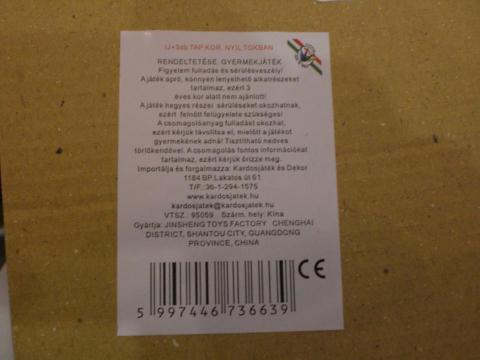 IJ+3db TAP.KOR. NYIL TOKBAN
RENDELTETÉSE: GYERMEKJÁTÉK
Figyelem fulladás és sérülésveszély!
A játék apró, könnyen lenyelhető alkatrészeket
tartalmaz, ezért 3
éves kor alatt nem ajánlott!
A játék hegyes részei sérüléseket okozhatnak,
ezért felnőtt felügyelete szükséges!
A csomagolóanyag fulladást okozhat,
ezért kérjük távolítsa el, mielőtt a játékot
gyermekének adná! Tisztítható nedves
törlőkendővel. A csomagolás fontos információkat
tartalmaz, ezért kérjük őrizze meg.
Importálja és forgalmazza: Kardosjáték és Dekor
1184 BP.Lakatos út 61.
T/F.:36-1-294-1575
www.kardosjatek.hu
kardosjatek@kardosjatek.hu
VTSZ.: 95059 Szárm. hely: Kína
Gyártja: JINSHENG TOYS FACTORY CHENGHAI
DISTRICT, SHANTOU CITY, GUANGDONG
PROVINCE, CHINA
CE
5 997446 736639